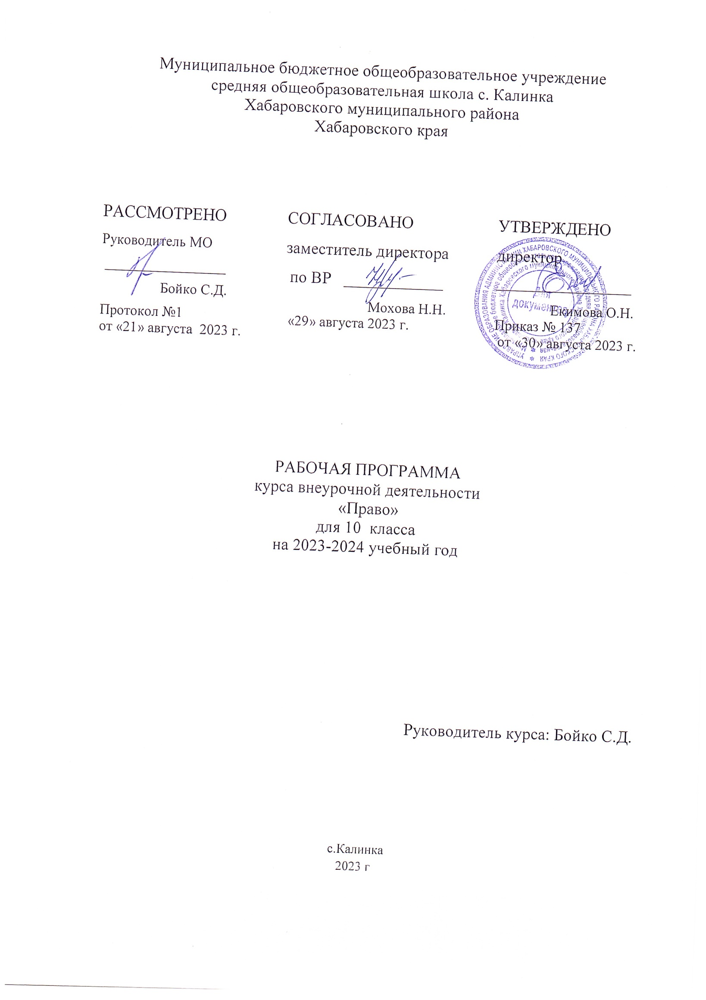 Муниципальное бюджетное общеобразовательное учреждение
средняя общеобразовательная школа с. Калинка
Хабаровского муниципального района
Хабаровского края
РАССМОТРЕНО
Руководитель МО
Бойко С.Д.
Протокол №1
от «21» августа 2023 г.
СОГЛАСОВАНО
заместитель директора
по ВР
Мохова Н.Н.
«29» августа 2023 г.
УТВЕРЖДЕНО
директор
Екимова О.Н.
Приказ № 137
от «30» августа 2023 г.
Для
документов
РАБОЧАЯ ПРОГРАММА
курса внеурочной деятельности
«Право»
для 10 класса
на 2023-2024 учебный год
Руководитель курса: Бойко С.Д.
с.Калинка
2023 г